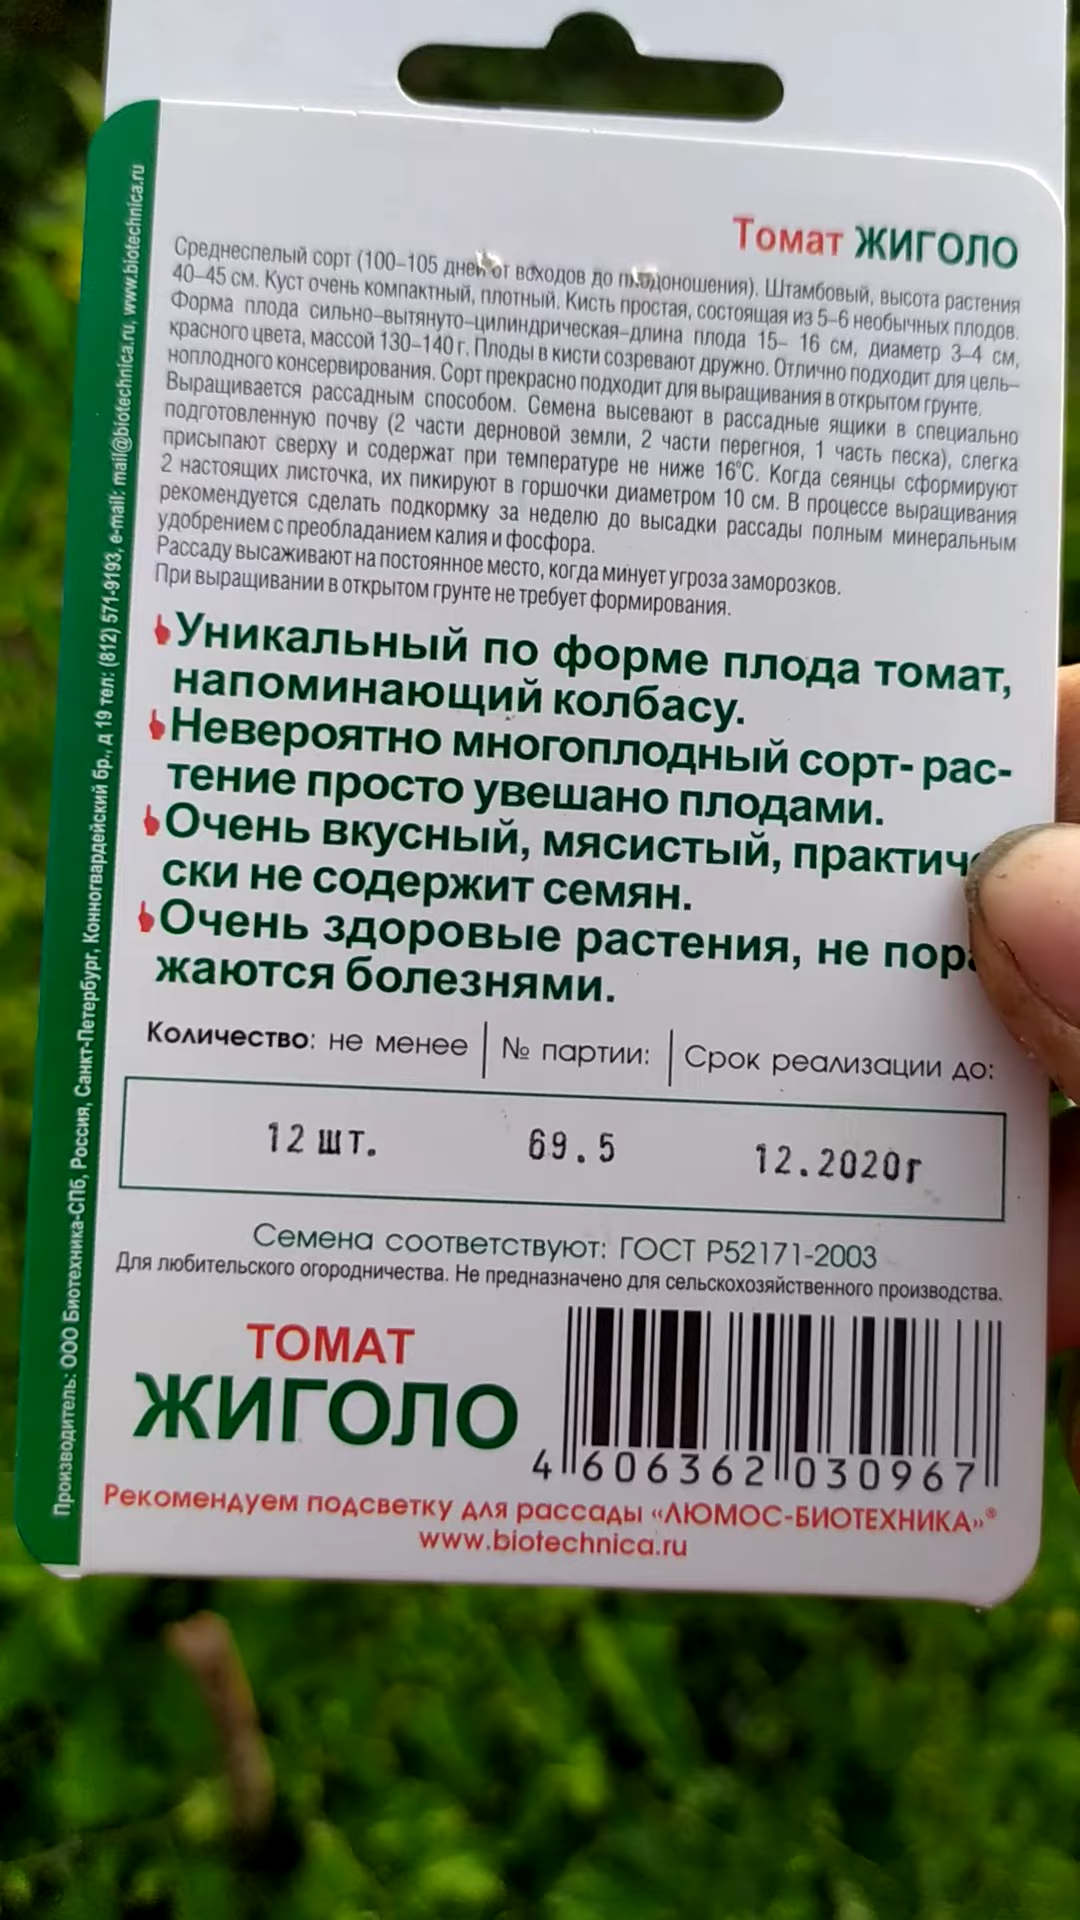 Томат ЖИГОЛО
Среднеспелый сорт (100–105 дней от всходов до плодоношения). Штамбовый, высота растения
40–45 см. Куст очень компактный, плотный. Кисть простая, состоящая из 5–6 необычных плодов.
Форма плода сильно–вытянуто–цилиндрическая–длина плода 15– 16 см, диаметр 3–4 см,
красного цвета, массой 130–140 г. Плоды в кисти созревают дружно. Отлично подходит для цель–
ноплодного консервирования. Сорт прекрасно подходит для выращивания в открытом грунте.
Выращивается рассадным способом. Семена высевают в рассадные ящики в специально
подготовленную почву (2 части дерновой земли, 2 части перегноя, 1 часть песка), слегка
присыпают сверху и содержат при температуре не ниже 16°С. Когда сеянцы сформируют
2 настоящих листочка, их пикируют в горшочки диаметром 10 см. В процессе выращивания
рекомендуется сделать подкормку за неделю до высадки рассады полным минеральным
удобрением с преобладанием калия и фосфора.
Рассаду высаживают на постоянное место, когда минует угроза заморозков.
При выращивании в открытом грунте не требует формирования.
Уникальный по форме плода томат,
напоминающий колбасу.
Невероятно многоплодный сорт- рас-
тение просто увешано плодами.
Очень вкусный, мясистый, практич
ски не содержит семян.
Очень здоровые растения, не пора
жаются болезнями.
Количество: не менее | № партии: | Срок реализации до:
12 шт. 69.5 12.2020г
Семена соответствуют: ГОСТ Р52171-2003
Для любительского огородничества. Не предназначено для сельскохозяйственного производства.
ТОМАТ
ЖИГОЛО
4 606362 030967
Рекомендуем подсветку для рассады «ЛЮМОС-БИОТЕХНИКА»®
www.biotechnica.ru
Производитель: ООО Биотехника-СПб, Россия, Санкт-Петербург, Конногвардейский бр., д 19 тел: (812) 571-9193, e-mail: mail@biotechnica.ru, www.biotechnica.ru